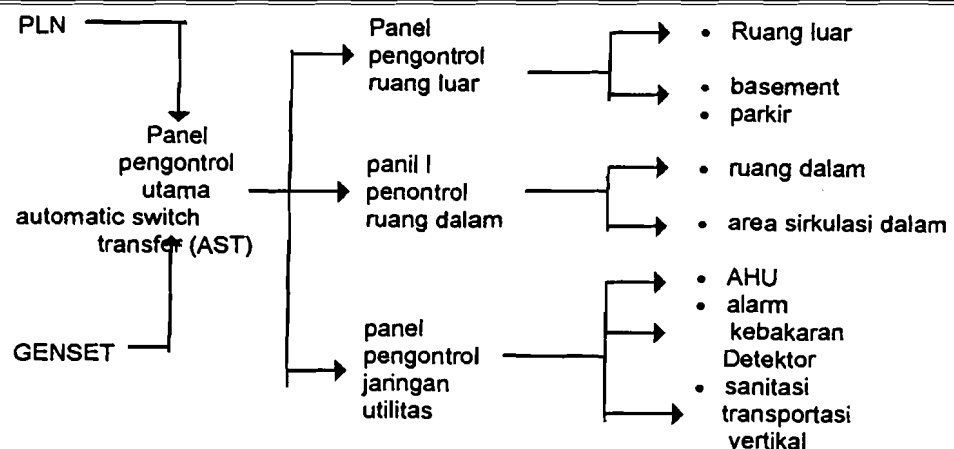 PLN
Panel
pengontrol
utama
automatic switch
transfer (AST)
GENSET
Panel
pengontrol
ruang luar
• Ruang luar
• basement
• parkir
panil I
penontrol
ruang dalam
• ruang dalam
• area sirkulasi dalam
panel
pengontrol
jaringan
utilitas
• AHU
• alarm
kebakaran
Detektor
• sanitasi
transportasi
vertikal